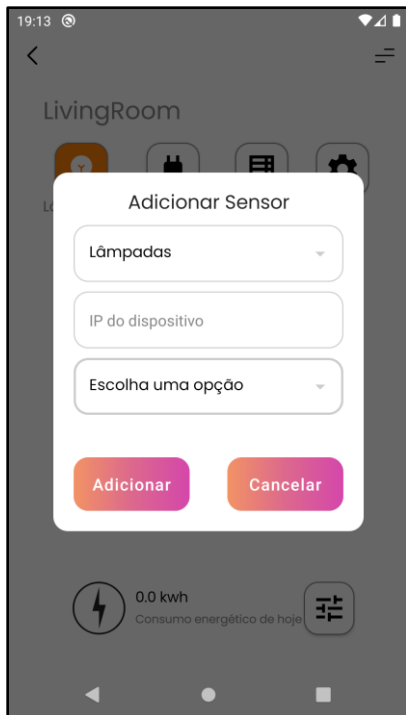 19:13
LivingRoom
Adicionar Sensor
Lâmpadas
IP do dispositivo
Escolha uma opção
Adicionar Cancelar
0.0 kwh
Consumo energético de hoje